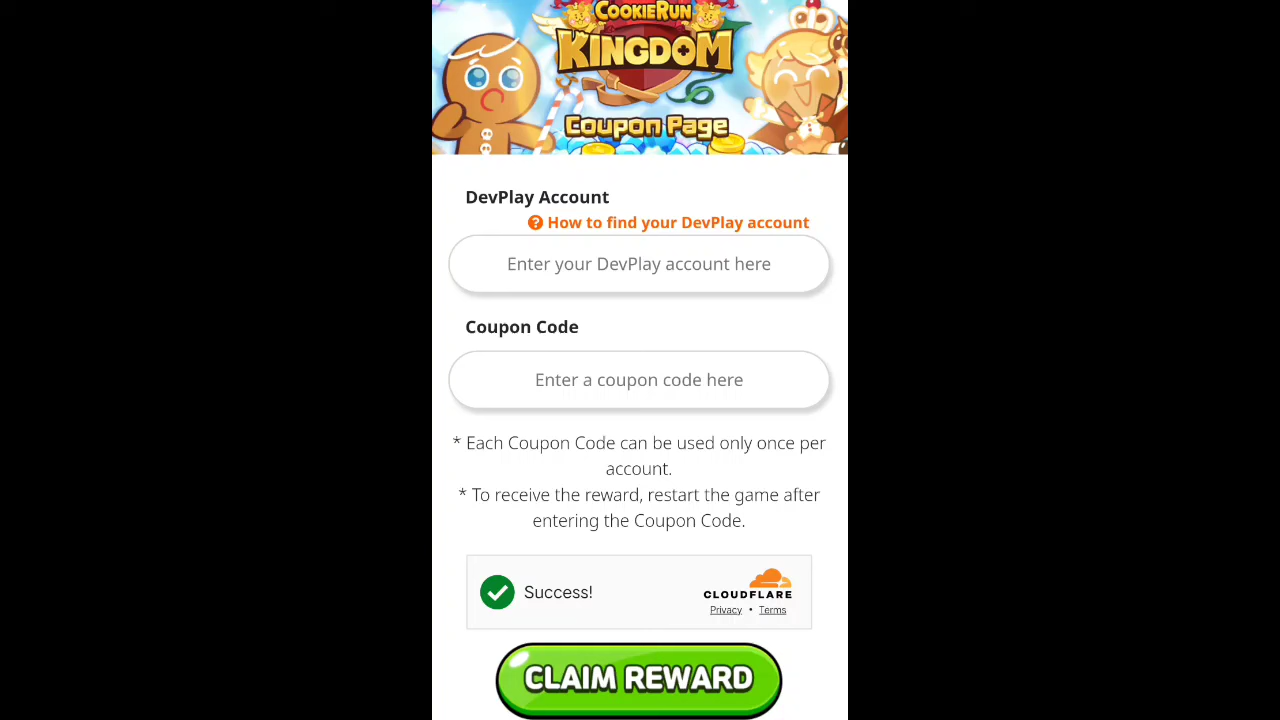 COOKIERUN
KINGDOM
Coupon Page
DevPlay Account
? How to find your DevPlay account
Enter your DevPlay account here
Coupon Code
Enter a coupon code here
* Each Coupon Code can be used only once per
account.
* To receive the reward, restart the game after
entering the Coupon Code.
Success!
CLOUDFLARE
Privacy • Terms
CLAIM REWARD